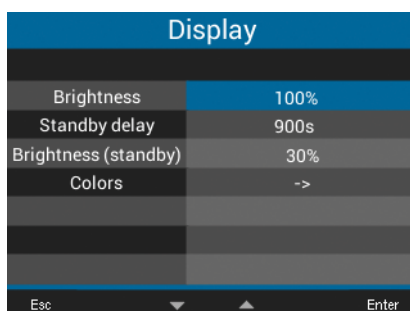 Display
Brightness 100%
Standby delay 900s
Brightness (standby) 30%
Colors ->
Esc Enter